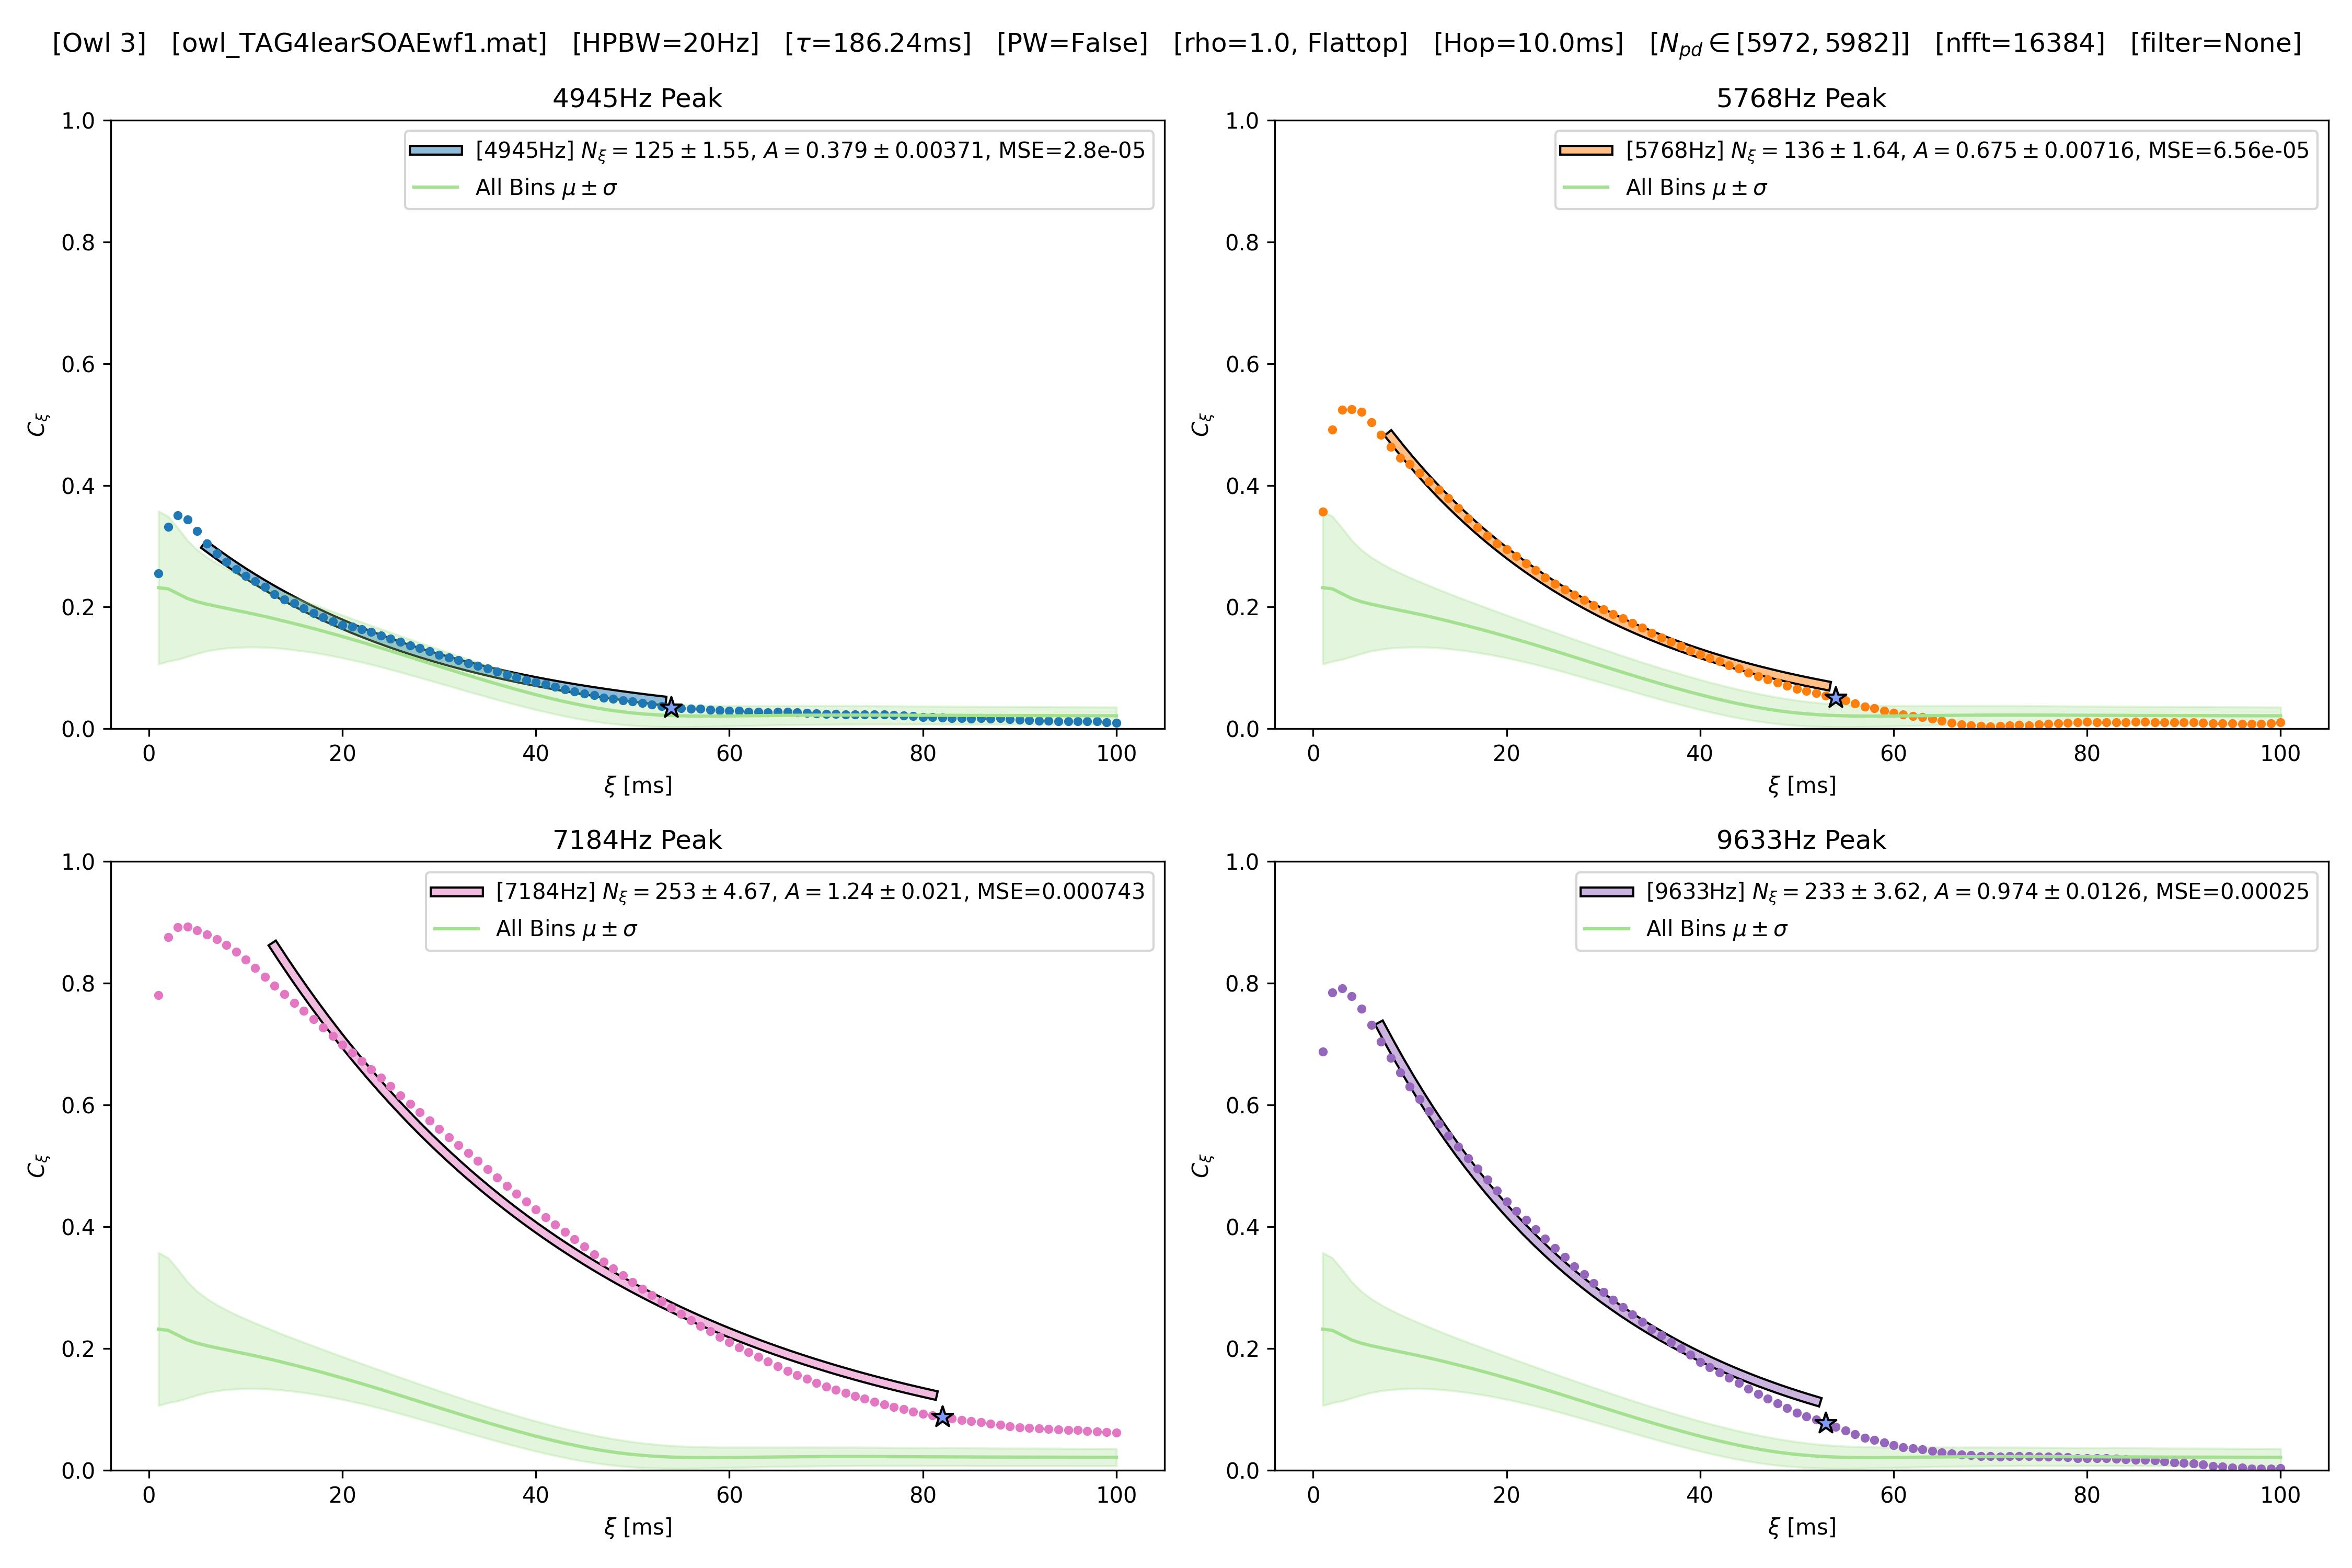 [Owl 3] [owl_TAG4learSOAEwf1.mat] [HPBW=20Hz] [τ=186.24ms] [PW=False] [rho=1.0, Flattop] [Hop=10.0ms] [N_pd ∈ [5972, 5982]] [nfft=16384] [filter=None]
4945Hz Peak
[4945Hz] N_ξ = 125 ± 1.55, A = 0.379 ± 0.00371, MSE=2.8e-05
All Bins μ ± σ
1.0
0.8
0.6
0.4
0.2
0.0
C_ξ
0 20 40 60 80 100
ξ [ms]
5768Hz Peak
[5768Hz] N_ξ = 136 ± 1.64, A = 0.675 ± 0.00716, MSE=6.56e-05
All Bins μ ± σ
1.0
0.8
0.6
0.4
0.2
0.0
C_ξ
0 20 40 60 80 100
ξ [ms]
7184Hz Peak
[7184Hz] N_ξ = 253 ± 4.67, A = 1.24 ± 0.021, MSE=0.000743
All Bins μ ± σ
1.0
0.8
0.6
0.4
0.2
0.0
C_ξ
0 20 40 60 80 100
ξ [ms]
9633Hz Peak
[9633Hz] N_ξ = 233 ± 3.62, A = 0.974 ± 0.0126, MSE=0.00025
All Bins μ ± σ
1.0
0.8
0.6
0.4
0.2
0.0
C_ξ
0 20 40 60 80 100
ξ [ms]